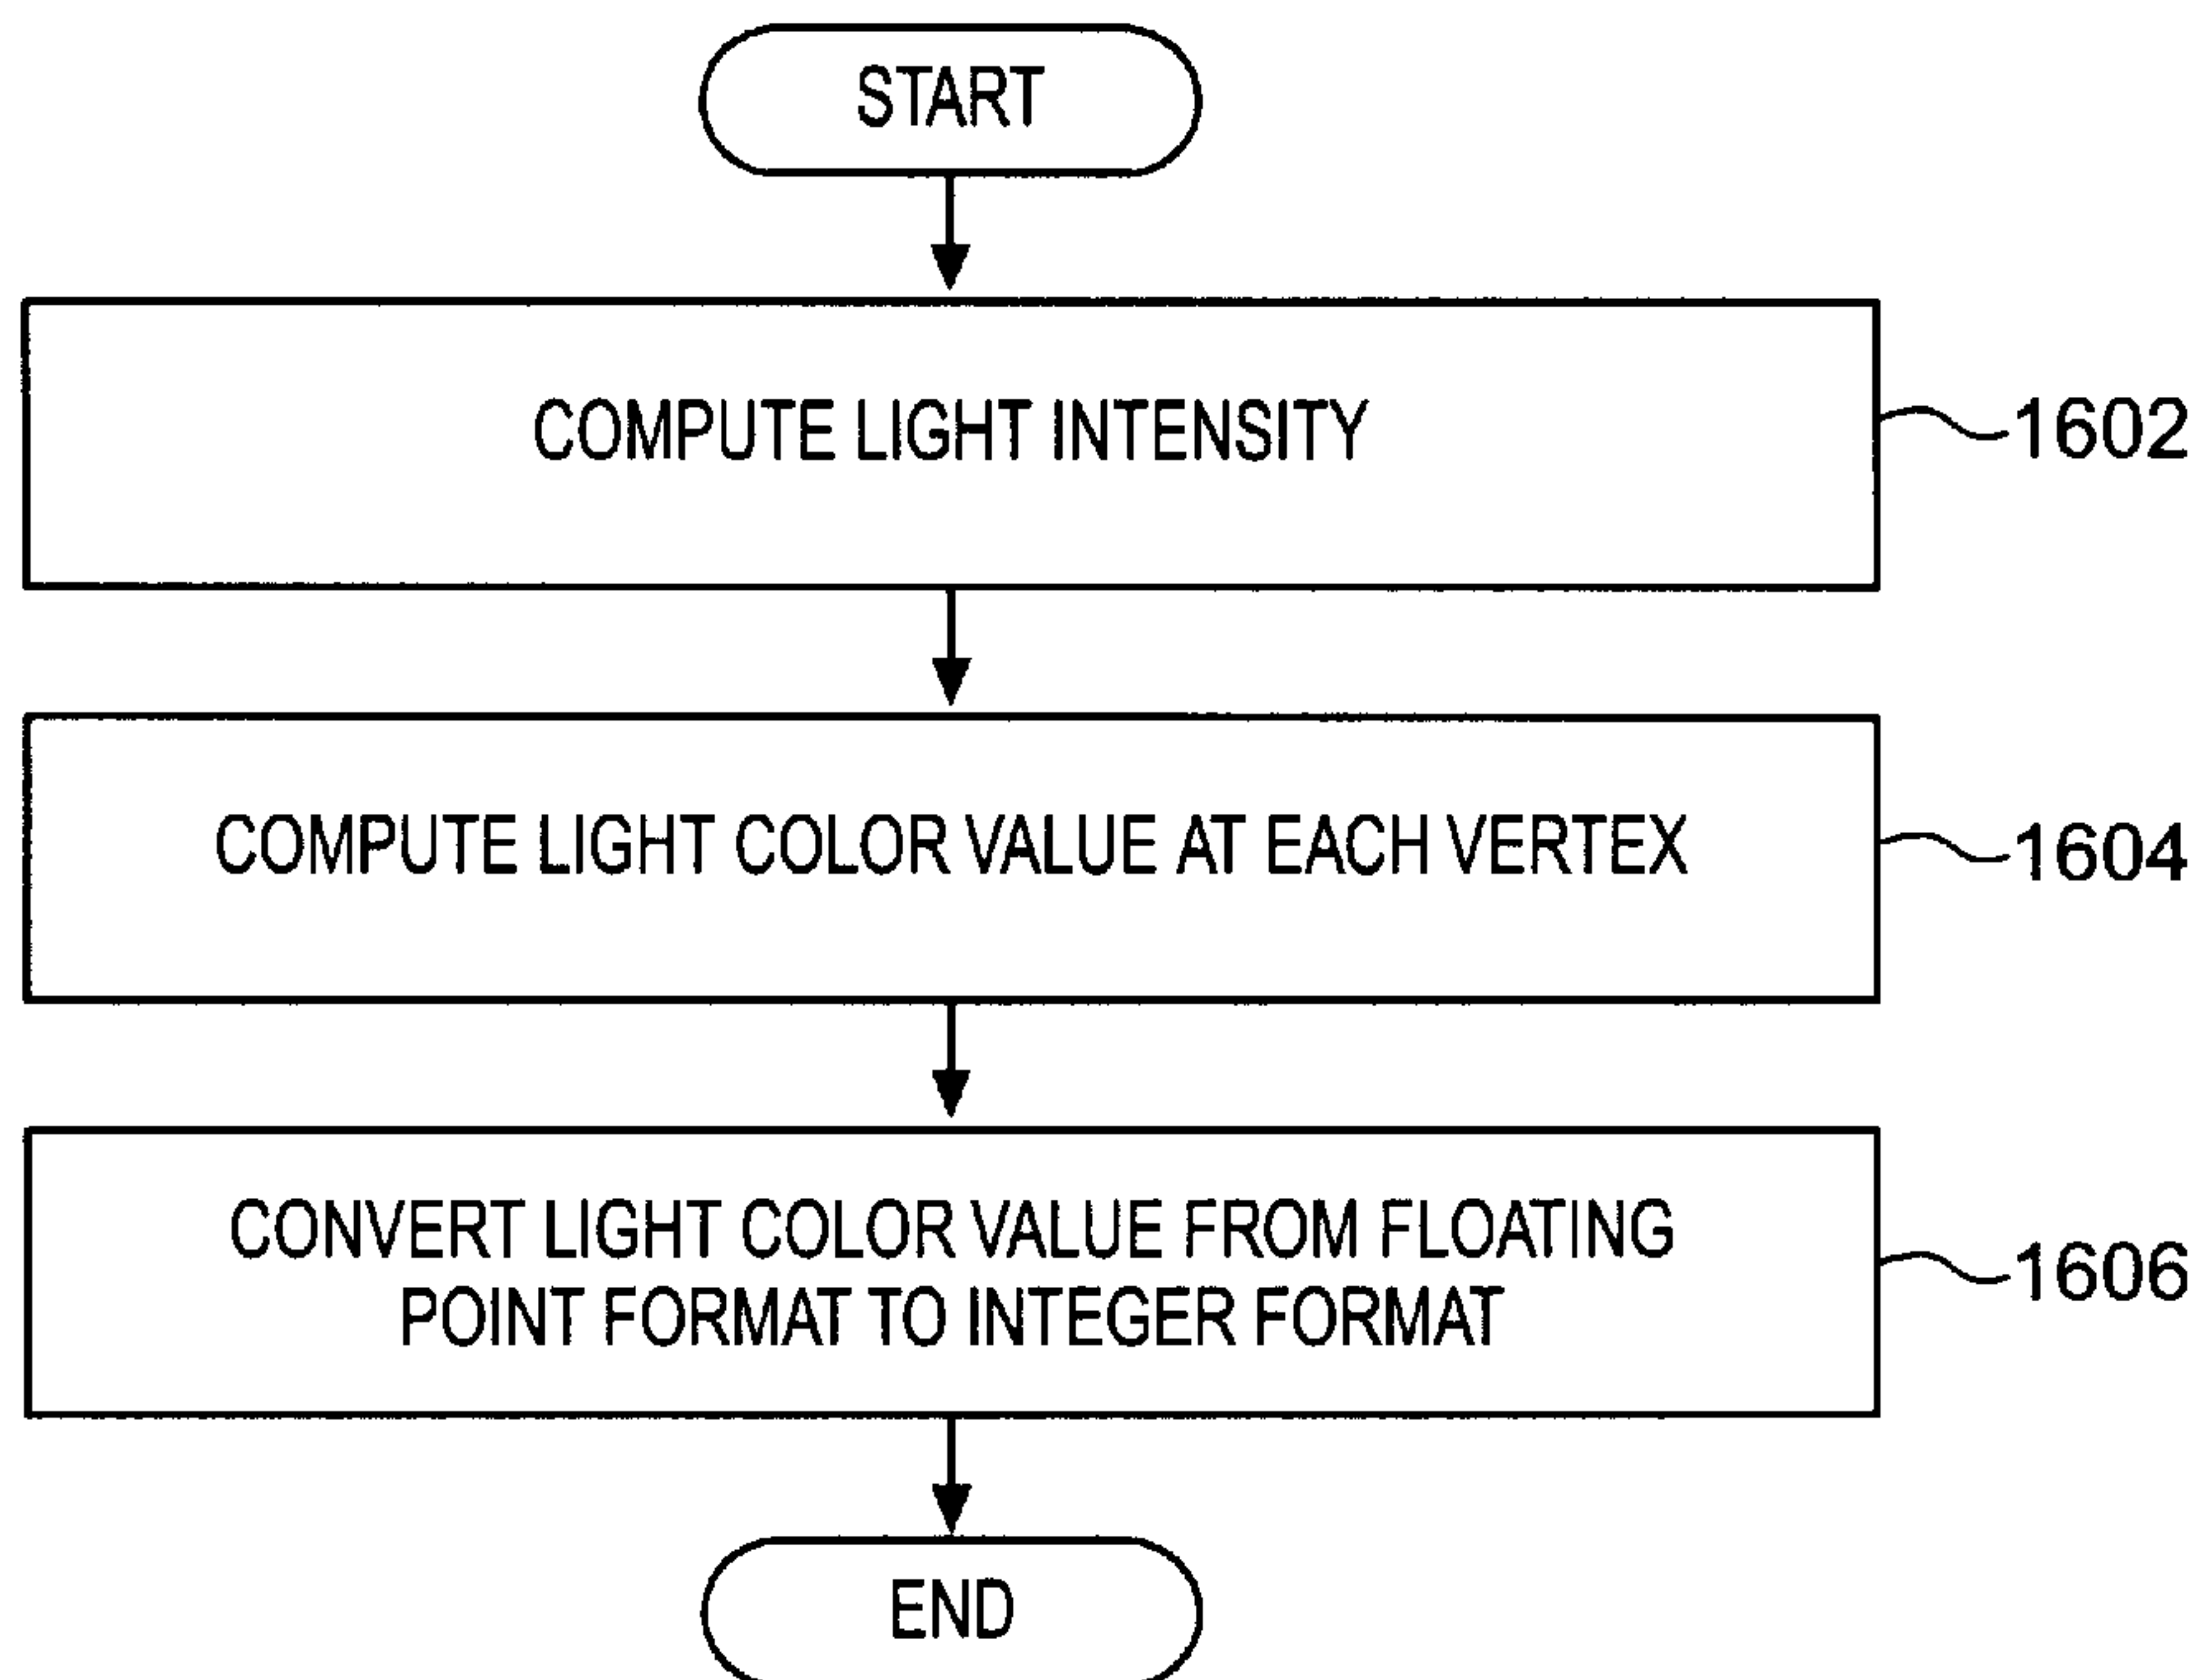 START
COMPUTE LIGHT INTENSITY
1602
COMPUTE LIGHT COLOR VALUE AT EACH VERTEX
1604
CONVERT LIGHT COLOR VALUE FROM FLOATING
POINT FORMAT TO INTEGER FORMAT
1606
END